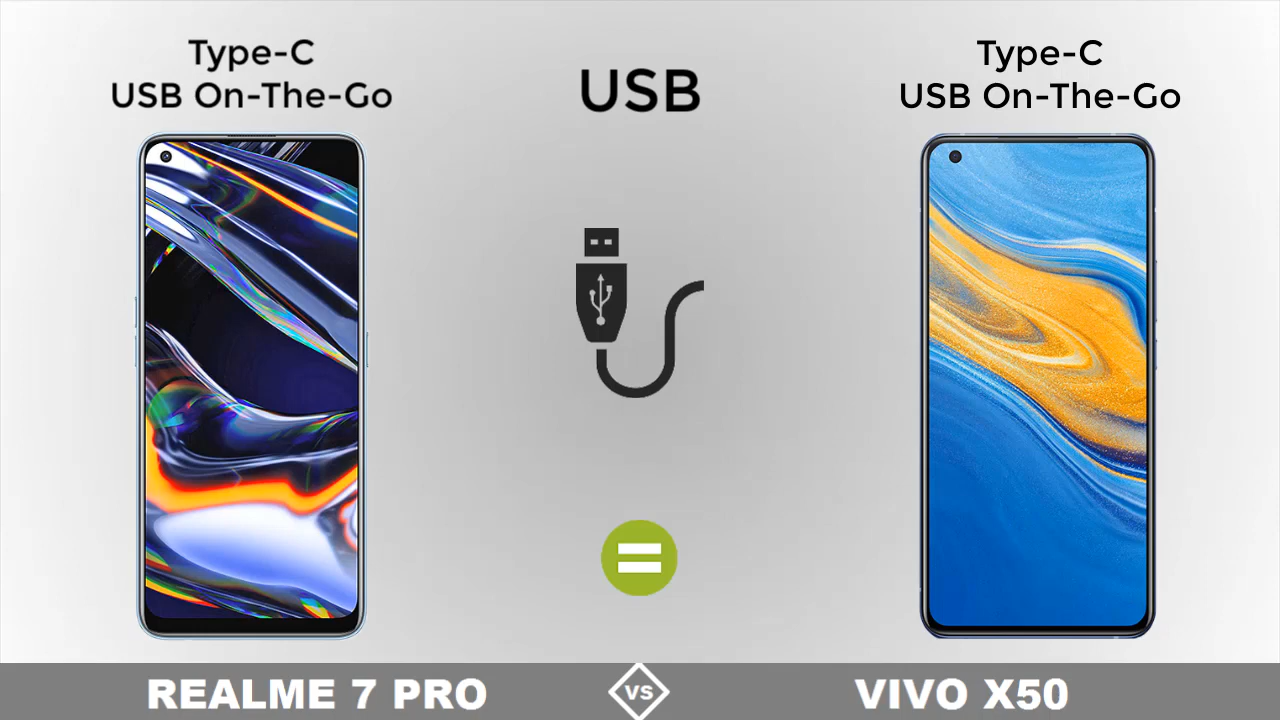 Type-C
USB On-The-Go
USB
Type-C
USB On-The-Go
REALME 7 PRO
VS
VIVO X50